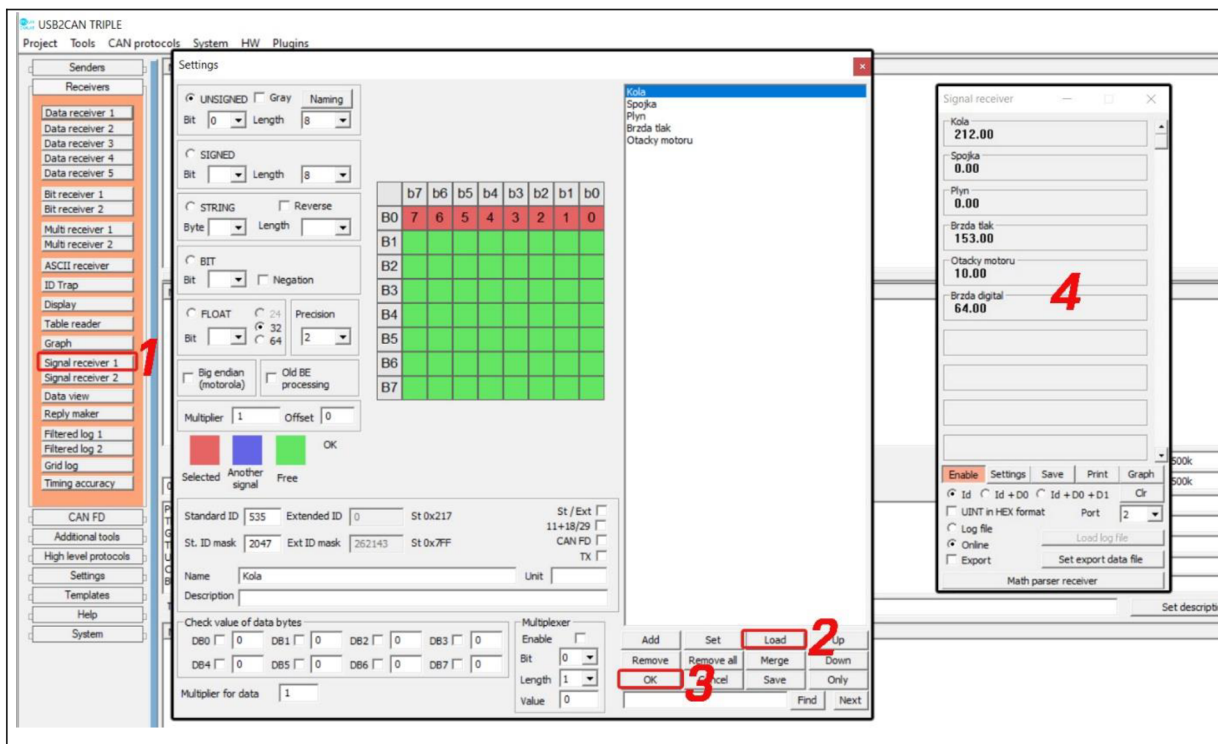 USB2CAN TRIPLE
Project Tools CAN protocols System HW Plugins
Senders
Receivers
Data receiver 1
Data receiver 2
Data receiver 3
Data receiver 4
Data receiver 5
Bit receiver 1
Bit receiver 2
Multi receiver 1
Multi receiver 2
ASCII receiver
ID Trap
Display
Table reader
Graph
Signal receiver 1
Signal receiver 2
Data view
Reply maker
Filtered log 1
Filtered log 2
Grid log
Timing accuracy
CAN FD
Additional tools
High level protocols
Settings
Templates
Help
System
1
Settings
UNSIGNED Gray Naming
Bit 0 Length 8
SIGNED
Bit Length 8
STRING Reverse
Byte Length
BIT
Bit Negation
FLOAT 24 Precision
32
Bit 64 2
Big endian (motorola)
Old BE processing
Multiplier 1 Offset 0
OK
Selected Another signal Free
b7 b6 b5 b4 b3 b2 b1 b0
B0 7 6 5 4 3 2 1 0
B1
B2
B3
B4
B5
B6
B7
Standard ID 535 Extended ID 0 St 0x217
St. ID mask 2047 Ext ID mask 262143 St 0x7FF
St / Ext
11+18/29
CAN FD
TX
Name Kola Unit
Description
Check value of data bytes
DB0 0 DB1 0 DB2 0 DB3 0
DB4 0 DB5 0 DB6 0 DB7 0
Multiplier for data 1
Multiplexer
Enable
Bit 0
Length 1
Value 0
Kola
Spojka
Plyn
Brzda tlak
Otacky motoru
Add Set Load Up
2
Remove Remove all Merge Down
OK Cancel Save Only
3
Find Next
Signal receiver
Kola
212.00
Spojka
0.00
Plyn
0.00
Brzda tlak
153.00
Otacky motoru
10.00
4
Brzda digital
64.00
Enable Settings Save Print Graph
Id Id + D0 Id + D0 + D1 Clr
UINT in HEX format Port 2
Log file
Load log file
Online
Export Set export data file
Math parser receiver
500k
500k